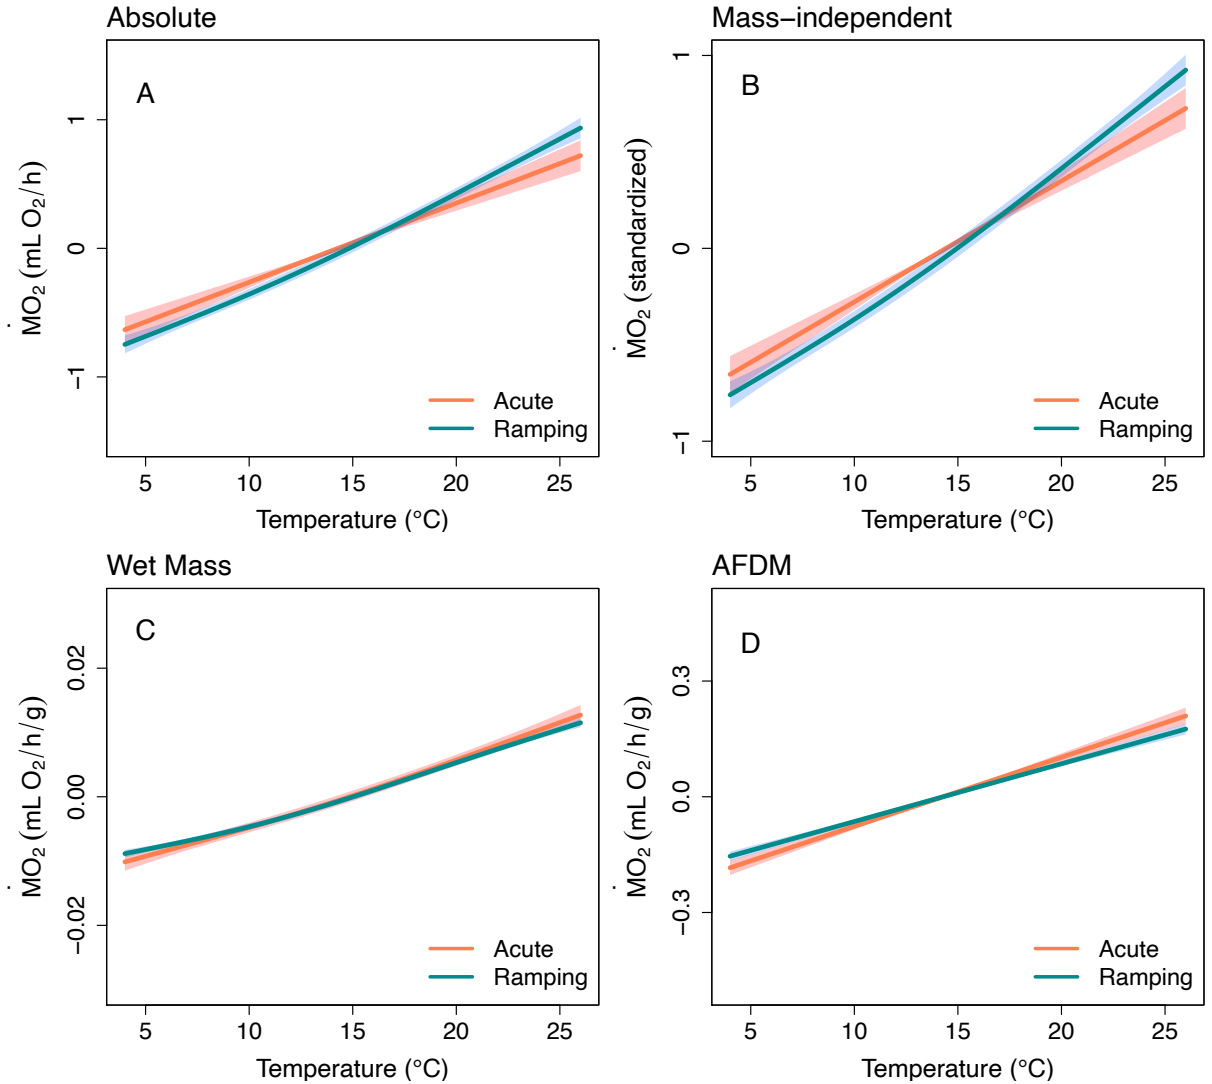 Absolute
A
1
0
−1
ṀO₂ (mL O₂/h)
Acute
Ramping
5 10 15 20 25
Temperature (°C)
Mass−independent
B
1
0
−1
ṀO₂ (standardized)
Acute
Ramping
5 10 15 20 25
Temperature (°C)
Wet Mass
C
0.02
0.00
−0.02
ṀO₂ (mL O₂/h/g)
Acute
Ramping
5 10 15 20 25
Temperature (°C)
AFDM
D
0.3
0.0
−0.3
ṀO₂ (mL O₂/h/g)
Acute
Ramping
5 10 15 20 25
Temperature (°C)